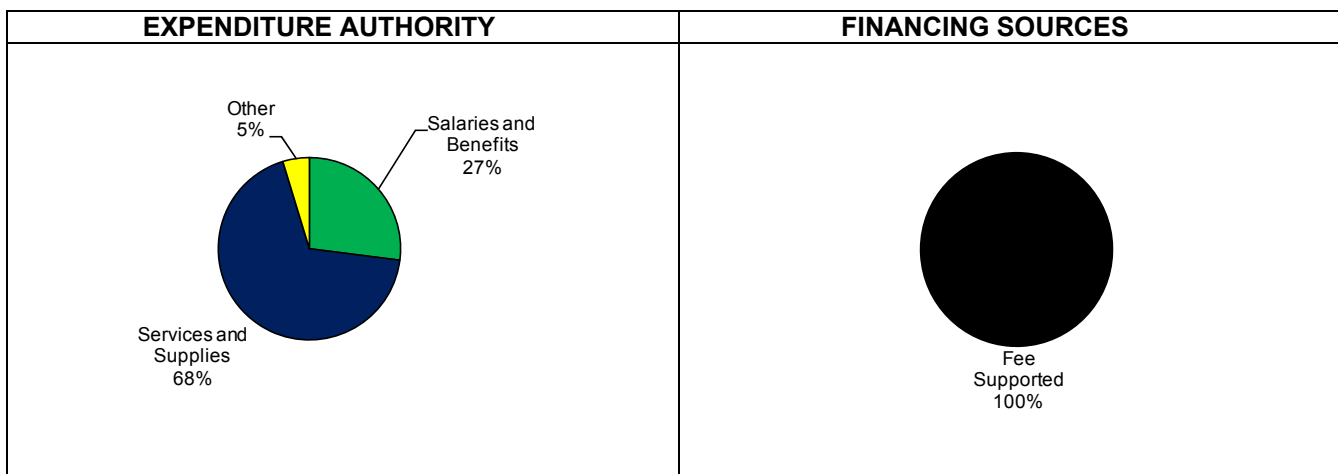 EXPENDITURE AUTHORITY
FINANCING SOURCES
Other
5%
Salaries and
Benefits
27%
Services and
Supplies
68%
Fee
Supported
100%